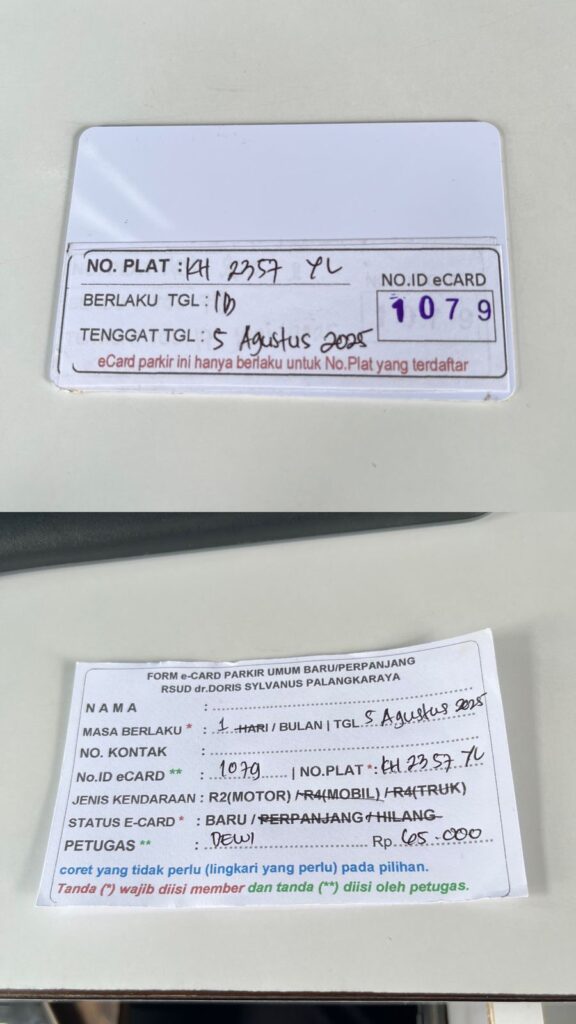 NO. PLAT : KH 2357 YL
NO.ID eCARD
BERLAKU TGL : 1B
1079
TENGGAT TGL : 5 Agustus 2025
eCard parkir ini hanya berlaku untuk No.Plat yang terdaftar
FORM e-CARD PARKIR UMUM BARU/PERPANJANG
RSUD dr.DORIS SYLVANUS PALANGKARAYA
NAMA :
MASA BERLAKU * : 1 HARI / BULAN | TGL 5 Agustus 2025
NO. KONTAK :
No.ID eCARD ** : 1079 | NO.PLAT * : KH 2357 YL
JENIS KENDARAAN : R2(MOTOR) / R4(MOBIL) / R4(TRUK)
STATUS E-CARD * : BARU / PERPANJANG / HILANG
PETUGAS ** : DEWI Rp. 65.000
coret yang tidak perlu (lingkari yang perlu) pada pilihan.
Tanda (*) wajib diisi member dan tanda (**) diisi oleh petugas.